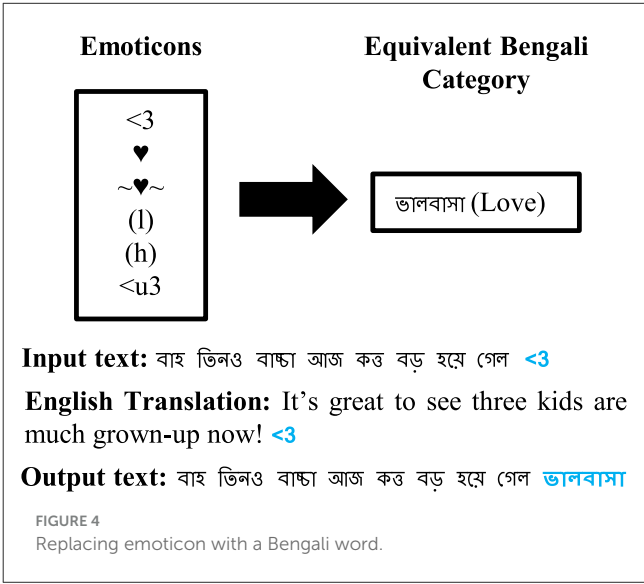 Emoticons
Equivalent Bengali
Category
<3
♥
~♥~
(l)
(h)
<u3
ভালবাসা (Love)
Input text: বাহ তিনও বাচ্চা আজ কত্ত বড় হয়ে গেল <3
English Translation: It’s great to see three kids are
much grown-up now! <3
Output text: বাহ তিনও বাচ্চা আজ কত্ত বড় হয়ে গেল ভালবাসা
FIGURE 4
Replacing emoticon with a Bengali word.